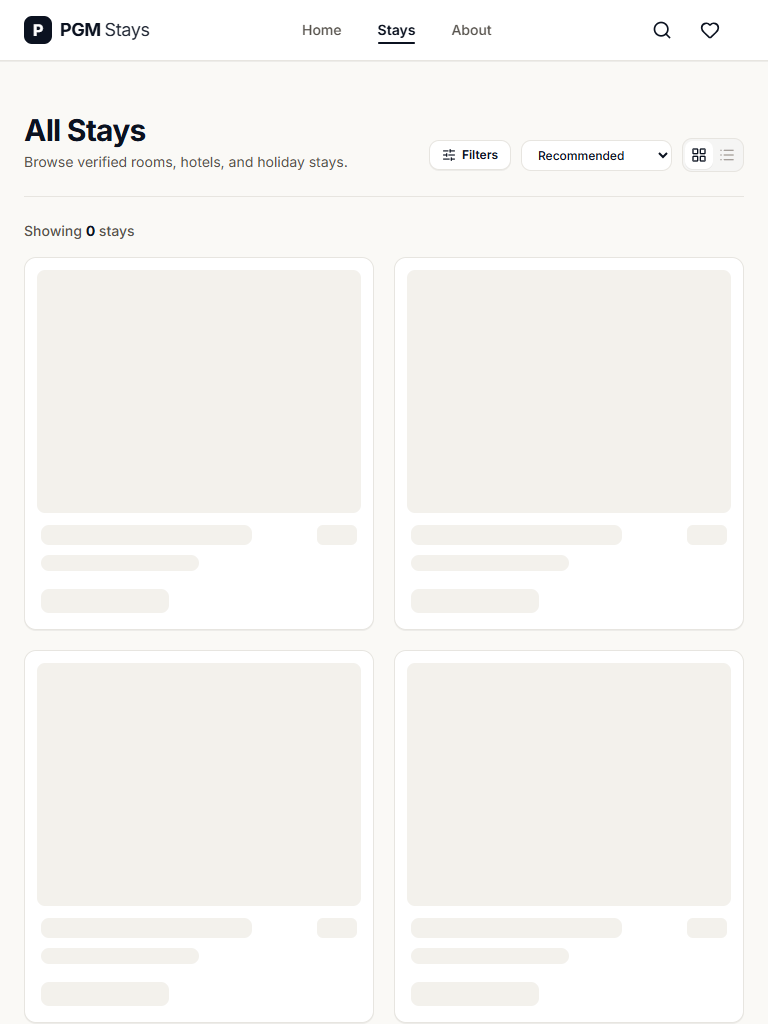 P PGM Stays Home Stays About
All Stays
Browse verified rooms, hotels, and holiday stays.
Filters Recommended
Showing 0 stays